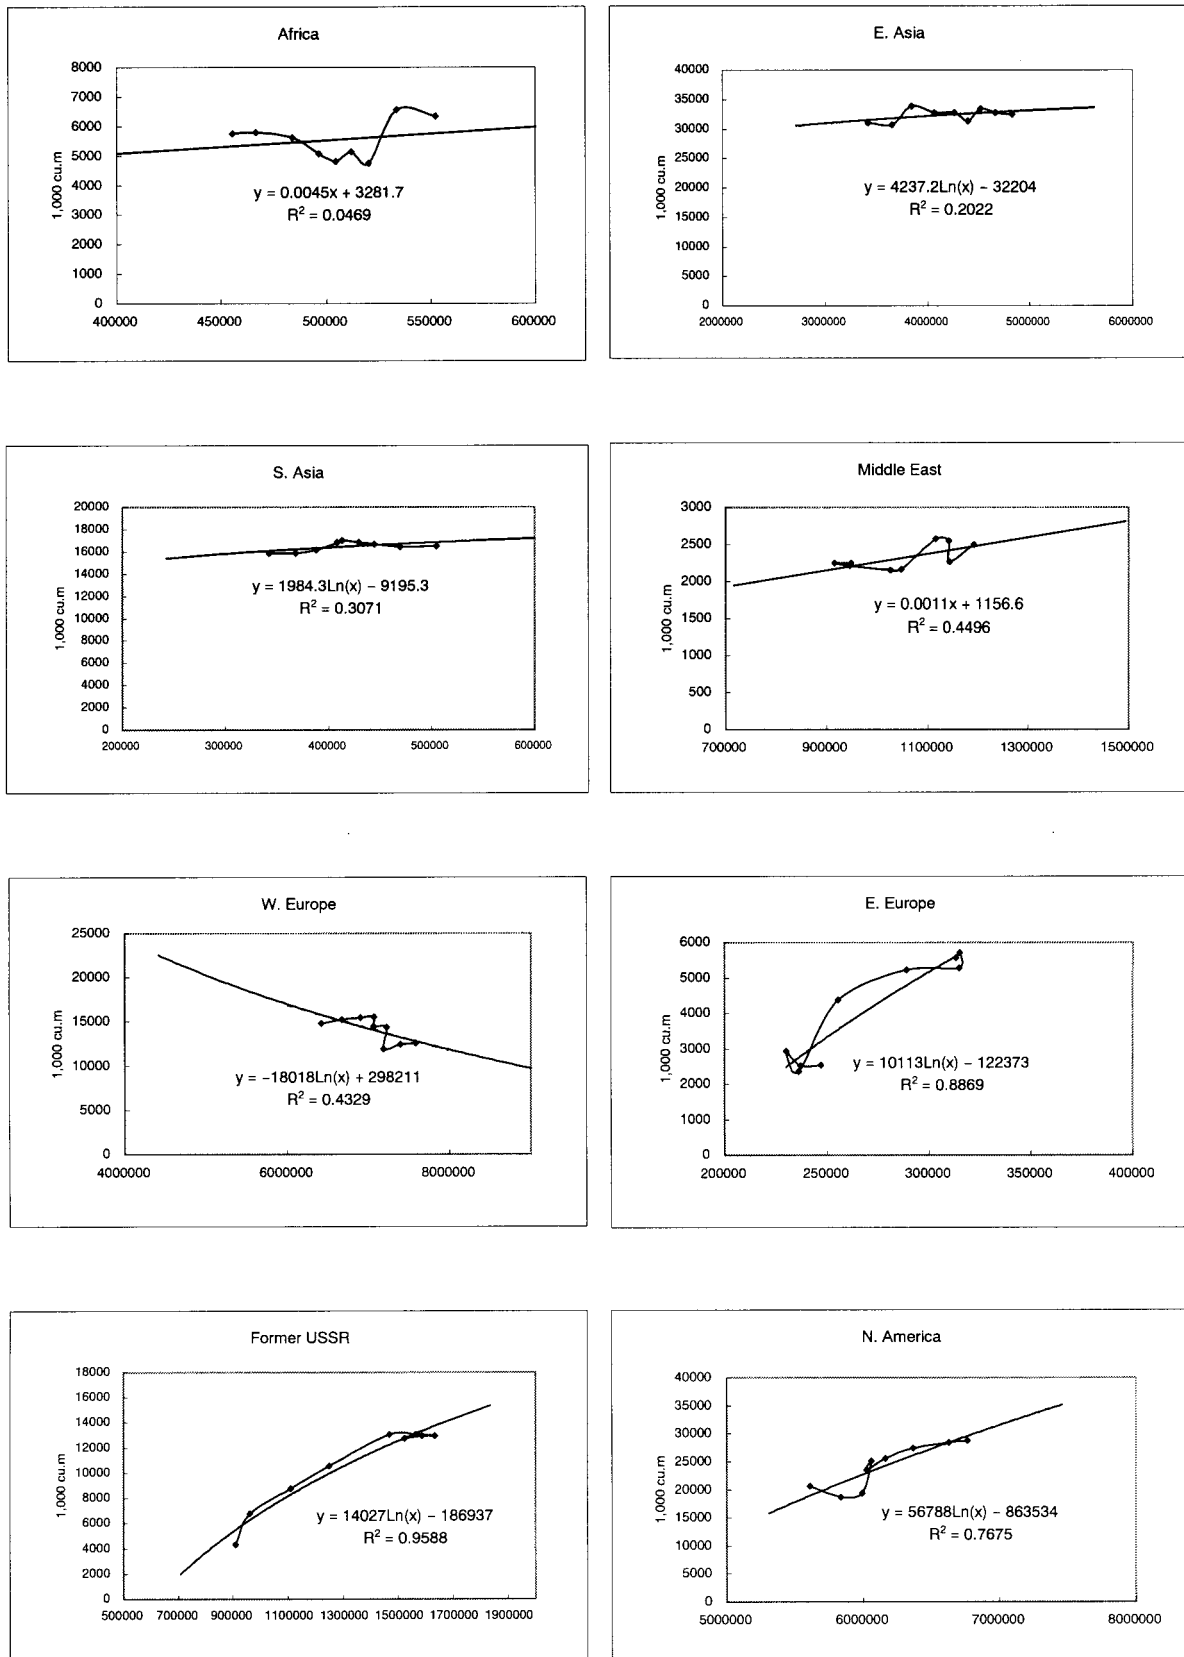 Africa
8000
7000
6000
5000
4000
3000
2000
1000
0
1,000 cu.m
y = 0.0045x + 3281.7
R² = 0.0469
400000 450000 500000 550000 600000
E. Asia
40000
35000
30000
25000
20000
15000
10000
5000
0
1,000 cu.m
y = 4237.2Ln(x) − 32204
R² = 0.2022
2000000 3000000 4000000 5000000 6000000
S. Asia
20000
18000
16000
14000
12000
10000
8000
6000
4000
2000
0
1,000 cu.m
y = 1984.3Ln(x) − 9195.3
R² = 0.3071
200000 300000 400000 500000 600000
Middle East
3000
2500
2000
1500
1000
500
0
1,000 cu.m
y = 0.0011x + 1156.6
R² = 0.4496
700000 900000 1100000 1300000 1500000
W. Europe
25000
20000
15000
10000
5000
0
1,000 cu.m
y = −18018Ln(x) + 298211
R² = 0.4329
4000000 6000000 8000000
E. Europe
6000
5000
4000
3000
2000
1000
0
1,000 cu.m
y = 10113Ln(x) − 122373
R² = 0.8869
200000 250000 300000 350000 400000
Former USSR
18000
16000
14000
12000
10000
8000
6000
4000
2000
0
1,000 cu.m
y = 14027Ln(x) − 186937
R² = 0.9588
500000 700000 900000 1100000 1300000 1500000 1700000 1900000
N. America
40000
35000
30000
25000
20000
15000
10000
5000
0
1,000 cu.m
y = 56788Ln(x) − 863534
R² = 0.7675
5000000 6000000 7000000 8000000